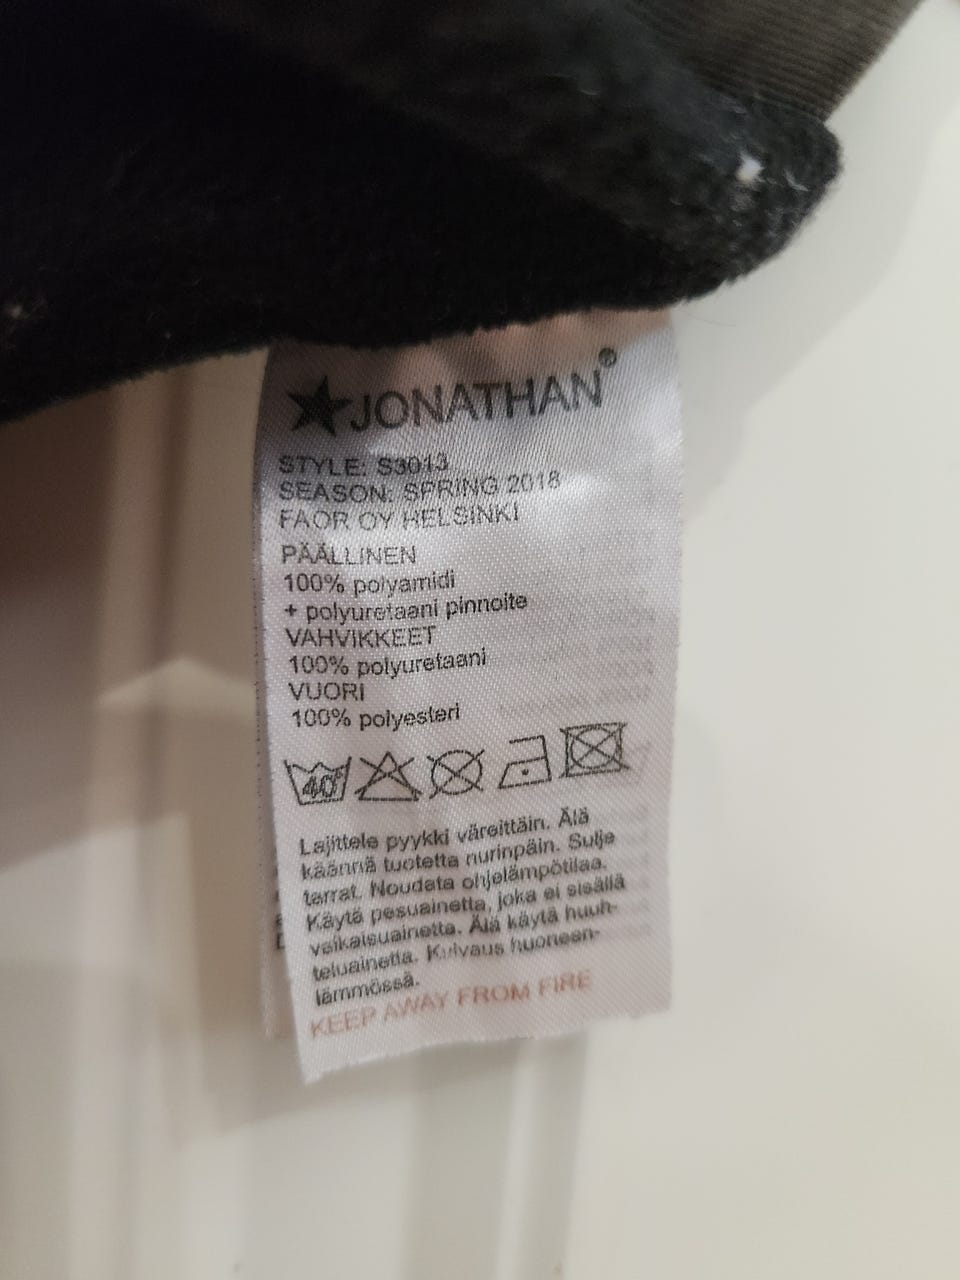 JONATHAN®
STYLE: S3013
SEASON: SPRING 2018
FAOR OY HELSINKI
PÄÄLLINEN
100% polyamidi
+ polyuretaani pinnoite
VAHVIKKEET
100% polyuretaani
VUORI
100% polyesteri
40°
Lajittele pyykki väreittäin. Älä
käännä tuotetta nurinpäin. Sulje
tarrat. Noudata ohjelämpötilaa.
Käytä pesuainetta, joka ei sisällä
valkaisuainetta. Älä käytä huuh-
teluainetta. Kuivaus huoneen-
lämmössä.
KEEP AWAY FROM FIRE